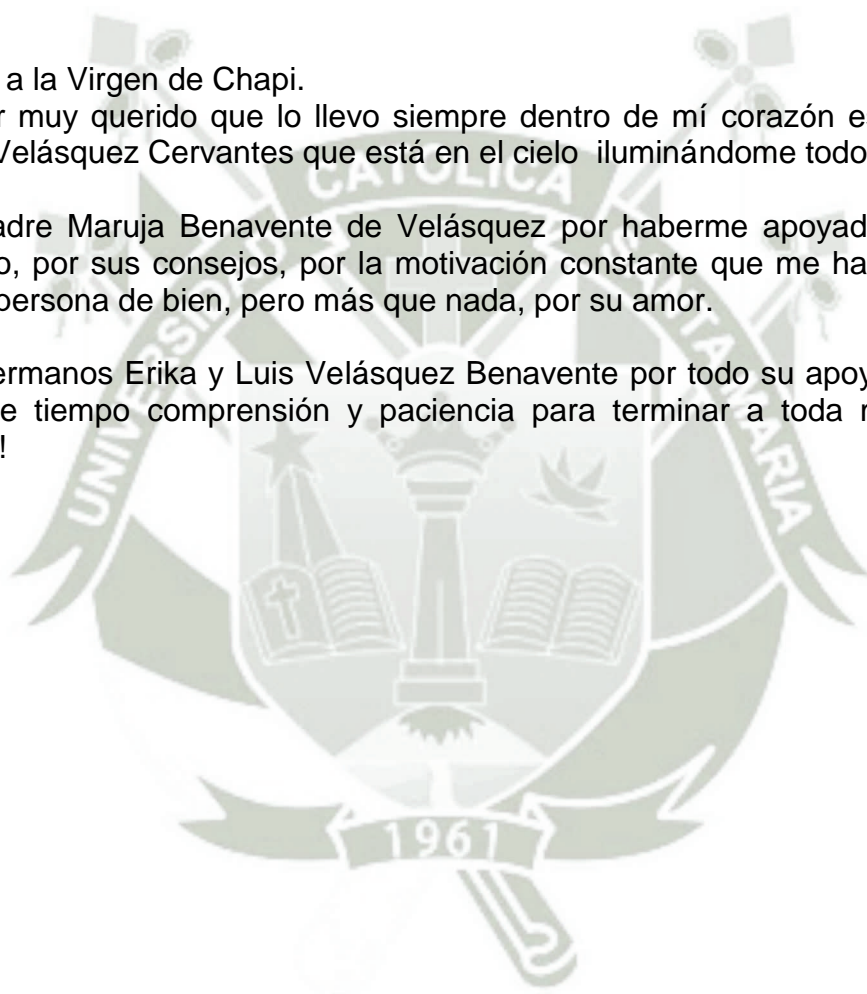 a la Virgen de Chapi.
r muy querido que lo llevo siempre dentro de mí corazón e
Velásquez Cervantes que está en el cielo iluminándome todo
adre Maruja Benavente de Velásquez por haberme apoyad
o, por sus consejos, por la motivación constante que me ha
persona de bien, pero más que nada, por su amor.
ermanos Erika y Luis Velásquez Benavente por todo su apoy
e tiempo comprensión y paciencia para terminar a toda
!
UNIVERSIDAD CATOLICA SANTA MARIA
1961